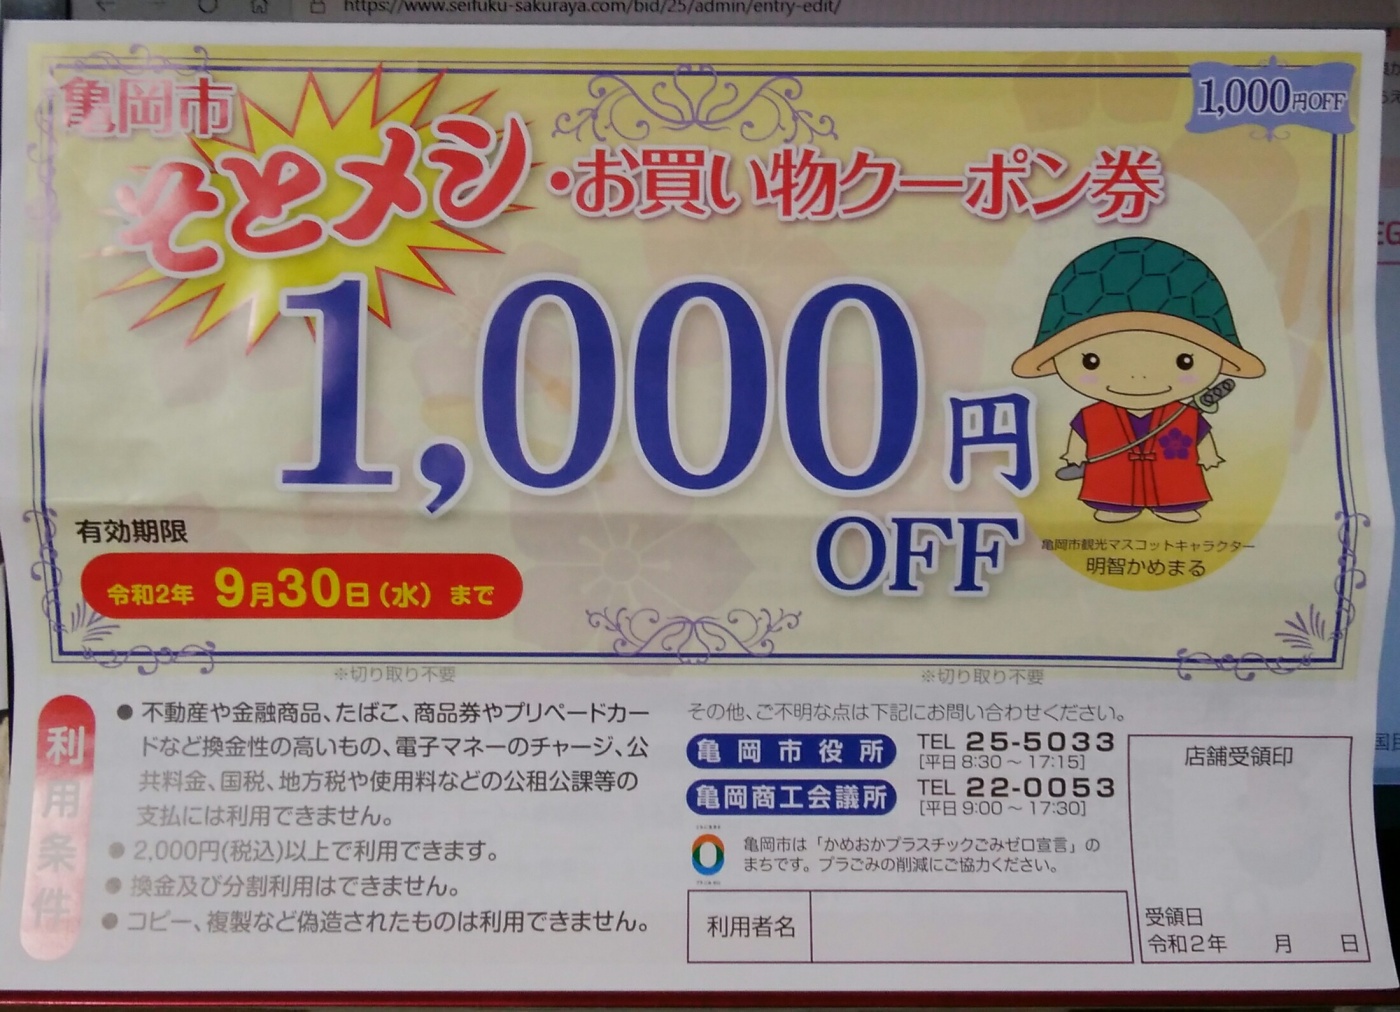 https://www.seifuku-sakuraya.com/bid/25/admin/entry-edit/
亀岡市
1,000円OFF
そとメシ・お買い物クーポン券
1,000円
OFF
亀岡市観光マスコットキャラクター
明智かめまる
有効期限
令和2年 9月30日(水) まで
※切り取り不要
※切り取り不要
利用条件
● 不動産や金融商品、たばこ、商品券やプリペードカー
ドなど換金性の高いもの、電子マネーのチャージ、公
共料金、国税、地方税や使用料などの公租公課等の
支払には利用できません。
● 2,000円(税込)以上で利用できます。
● 換金及び分割利用はできません。
● コピー、複製など偽造されたものは利用できません。
その他、ご不明な点は下記にお問い合わせください。
亀岡市役所
TEL 25-5033
[平日 8:30～17:15]
亀岡商工会議所
TEL 22-0053
[平日 9:00～17:30]
亀岡市は「かめおかプラスチックごみゼロ宣言」の
まちです。プラごみの削減にご協力ください。
利用者名
店舗受領印
受領日
令和2年 月 日